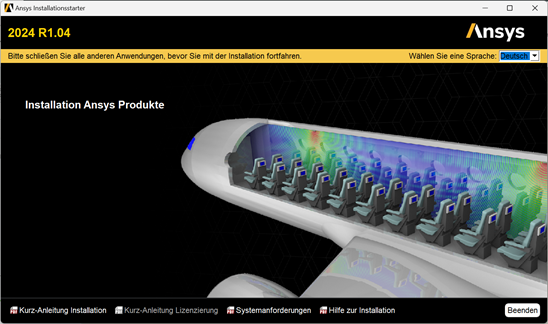 Ansys Installationsstarter
2024 R1.04
Ansys
Bitte schließen Sie alle anderen Anwendungen, bevor Sie mit der Installation fortfahren.
Wählen Sie eine Sprache: Deutsch
Installation Ansys Produkte
Kurz-Anleitung Installation
Kurz-Anleitung Lizenzierung
Systemanforderungen
Hilfe zur Installation
Beenden